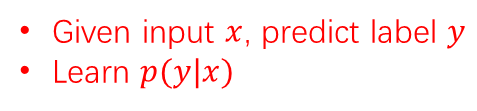 • Given input x, predict label y
• Learn p(y|x)